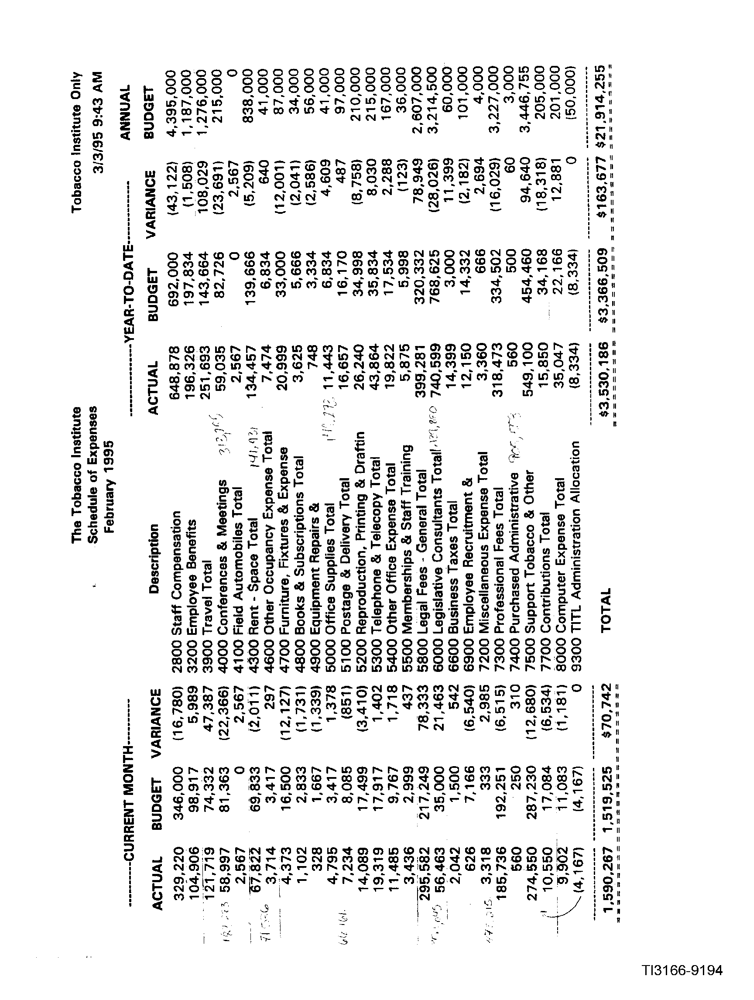 The Tobacco Institute Tobacco Institute Only
Schedule of Expenses 3/3/95 9:43 AM
February 1995
----------CURRENT MONTH---------- ----------YEAR-TO-DATE---------- ANNUAL
ACTUAL BUDGET VARIANCE Description ACTUAL BUDGET VARIANCE BUDGET
329,220 346,000 (16,780) 2800 Staff Compensation 648,878 692,000 (43,122) 4,395,000
104,906 98,917 5,989 3200 Employee Benefits 196,326 197,834 (1,508) 1,187,000
121,719 74,332 47,387 3900 Travel Total 251,693 143,664 108,029 1,276,000
58,997 81,363 (22,366) 4000 Conferences & Meetings 59,035 82,726 (23,691) 215,000
2,567 0 2,567 4100 Field Automobiles Total 2,567 0 2,567 0
67,822 69,833 (2,011) 4300 Rent - Space Total 134,457 139,666 (5,209) 838,000
3,714 3,417 297 4600 Other Occupancy Expense Total 7,474 6,834 640 41,000
4,373 16,500 (12,127) 4700 Furniture, Fixtures & Expense 20,999 33,000 (12,001) 87,000
1,102 2,833 (1,731) 4800 Books & Subscriptions Total 3,625 5,666 (2,041) 34,000
328 1,667 (1,339) 4900 Equipment Repairs & 748 3,334 (2,586) 56,000
4,795 3,417 1,378 5000 Office Supplies Total 11,443 6,834 4,609 41,000
7,234 8,085 (851) 5100 Postage & Delivery Total 16,657 16,170 487 97,000
14,089 17,499 (3,410) 5200 Reproduction, Printing & Draftin 26,240 34,998 (8,758) 210,000
19,319 17,917 1,402 5300 Telephone & Telecopy Total 43,864 35,834 8,030 215,000
11,485 9,767 1,718 5400 Other Office Expense Total 19,822 17,534 2,288 167,000
3,436 2,999 437 5500 Memberships & Staff Training 5,875 5,998 (123) 36,000
295,582 217,249 78,333 5800 Legal Fees - General Total 399,281 320,332 78,949 2,607,000
56,463 35,000 21,463 6000 Legislative Consultants Total 740,599 768,625 (28,026) 3,214,500
2,042 1,500 542 6600 Business Taxes Total 14,399 3,000 11,399 60,000
626 7,166 (6,540) 6900 Employee Recruitment & 12,150 14,332 (2,182) 101,000
3,318 333 2,985 7200 Miscellaneous Expense Total 3,360 666 2,694 4,000
185,736 192,251 (6,515) 7300 Professional Fees Total 318,473 334,502 (16,029) 3,227,000
560 250 310 7400 Purchased Administrative 560 500 60 3,000
274,550 287,230 (12,680) 7500 Support Tobacco & Other 549,100 454,460 94,640 3,446,755
10,550 17,084 (6,534) 7700 Contributions Total 15,850 34,168 (18,318) 205,000
9,902 11,083 (1,181) 8000 Computer Expense Total 35,047 22,166 12,881 201,000
(4,167) (4,167) 0 9300 TITL Administration Allocation (8,334) (8,334) 0 (50,000)
1,590,267 1,519,525 $70,742 TOTAL $3,530,186 $3,366,509 $163,677 $21,914,255
TI3166-9194